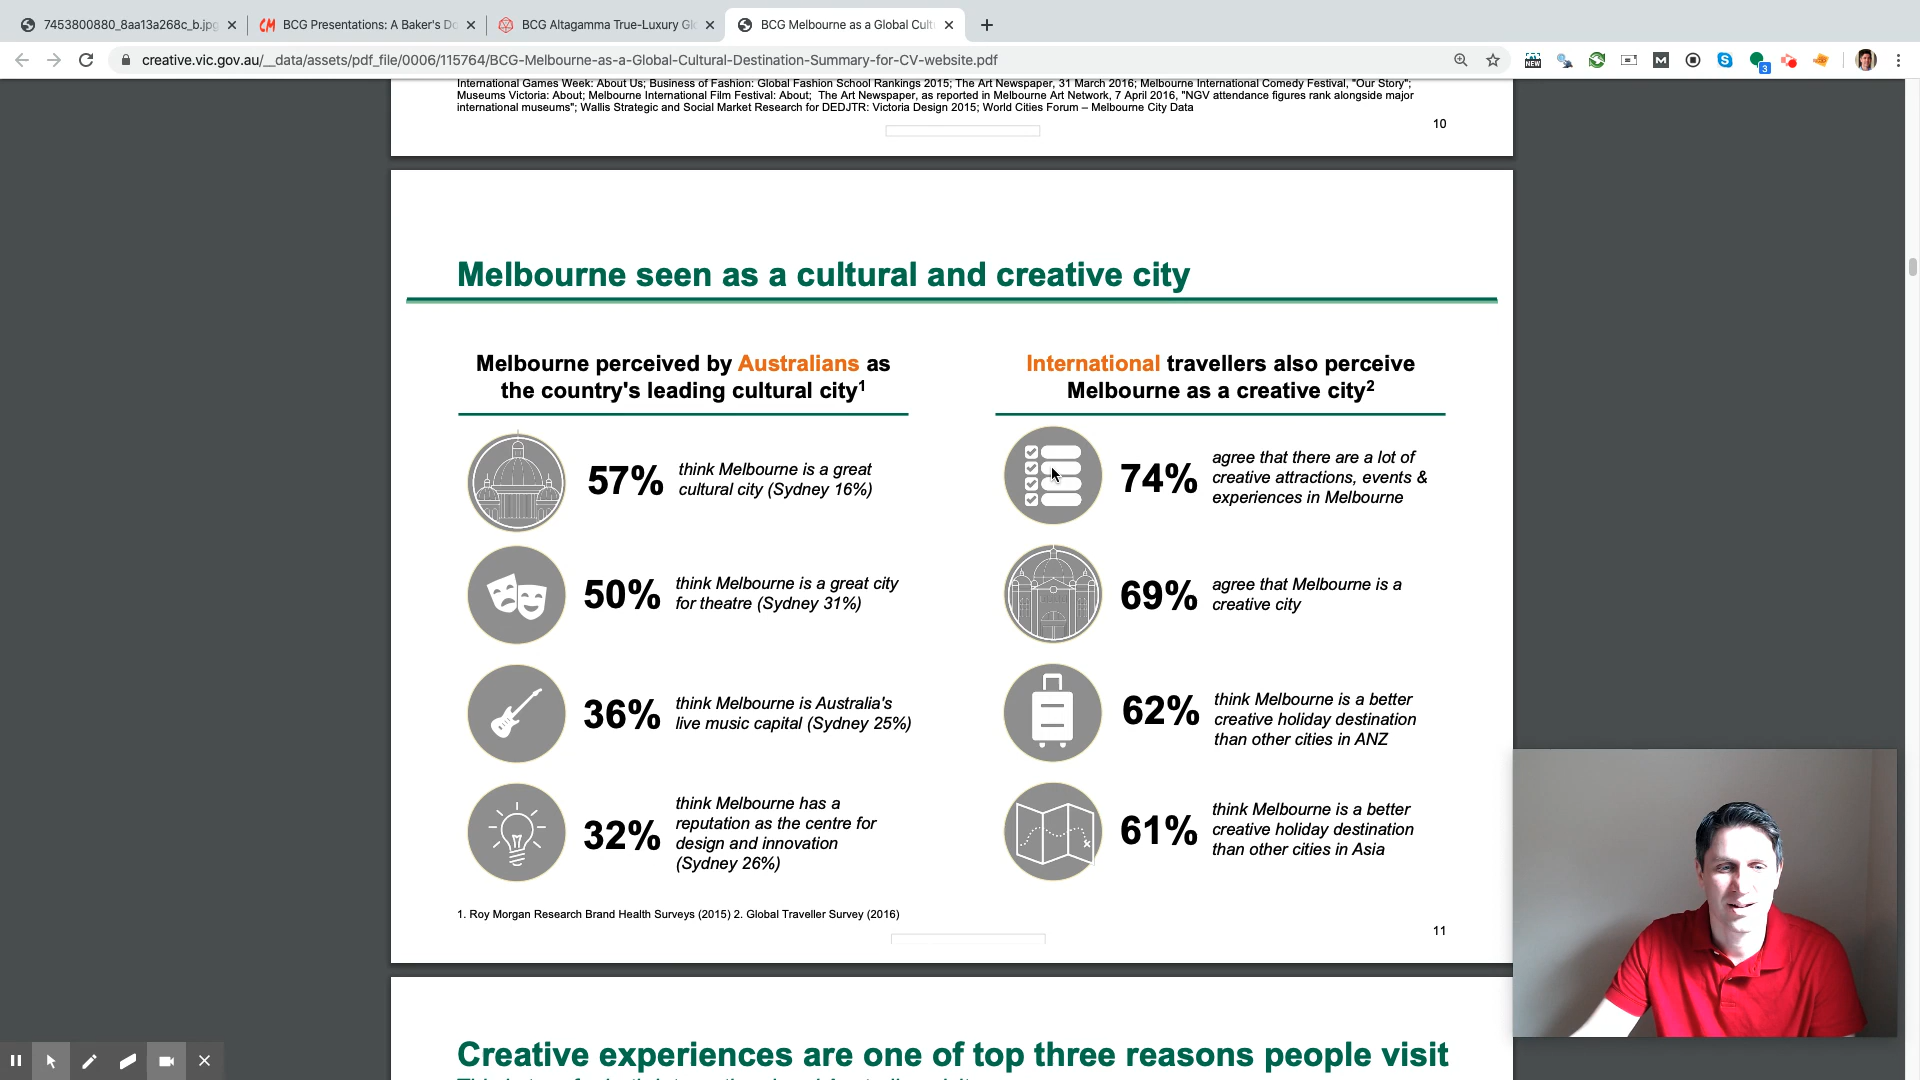 7453800880_8aa13a268c_b.jpg
BCG Presentations: A Baker's Do
BCG Altagamma True-Luxury Gl
BCG Melbourne as a Global Cult
creative.vic.gov.au/__data/assets/pdf_file/0006/115764/BCG-Melbourne-as-a-Global-Cultural-Destination-Summary-for-CV-website.pdf
NEW
3
International Games Week: About Us; Business of Fashion: Global Fashion School Rankings 2015; The Art Newspaper, 31 March 2016; Melbourne International Comedy Festival, "Our Story";
Museums Victoria: About; Melbourne International Film Festival: About;  The Art Newspaper, as reported in Melbourne Art Network, 7 April 2016, "NGV attendance figures rank alongside major
international museums"; Wallis Strategic and Social Market Research for DEDJTR: Victoria Design 2015; World Cities Forum – Melbourne City Data
10
Melbourne seen as a cultural and creative city
Melbourne perceived by Australians as
the country's leading cultural city1
57%
think Melbourne is a great
cultural city (Sydney 16%)
50%
think Melbourne is a great city
for theatre (Sydney 31%)
36%
think Melbourne is Australia's
live music capital (Sydney 25%)
32%
think Melbourne has a
reputation as the centre for
design and innovation
(Sydney 26%)
International travellers also perceive
Melbourne as a creative city2
74%
agree that there are a lot of
creative attractions, events &
experiences in Melbourne
69%
agree that Melbourne is a
creative city
62%
think Melbourne is a better
creative holiday destination
than other cities in ANZ
61%
think Melbourne is a better
creative holiday destination
than other cities in Asia
1. Roy Morgan Research Brand Health Surveys (2015) 2. Global Traveller Survey (2016)
11
Creative experiences are one of top three reasons people visit